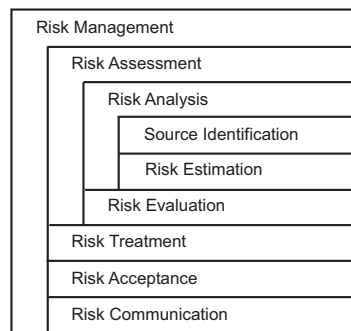 Risk Management
Risk Assessment
Risk Analysis
Source Identification
Risk Estimation
Risk Evaluation
Risk Treatment
Risk Acceptance
Risk Communication